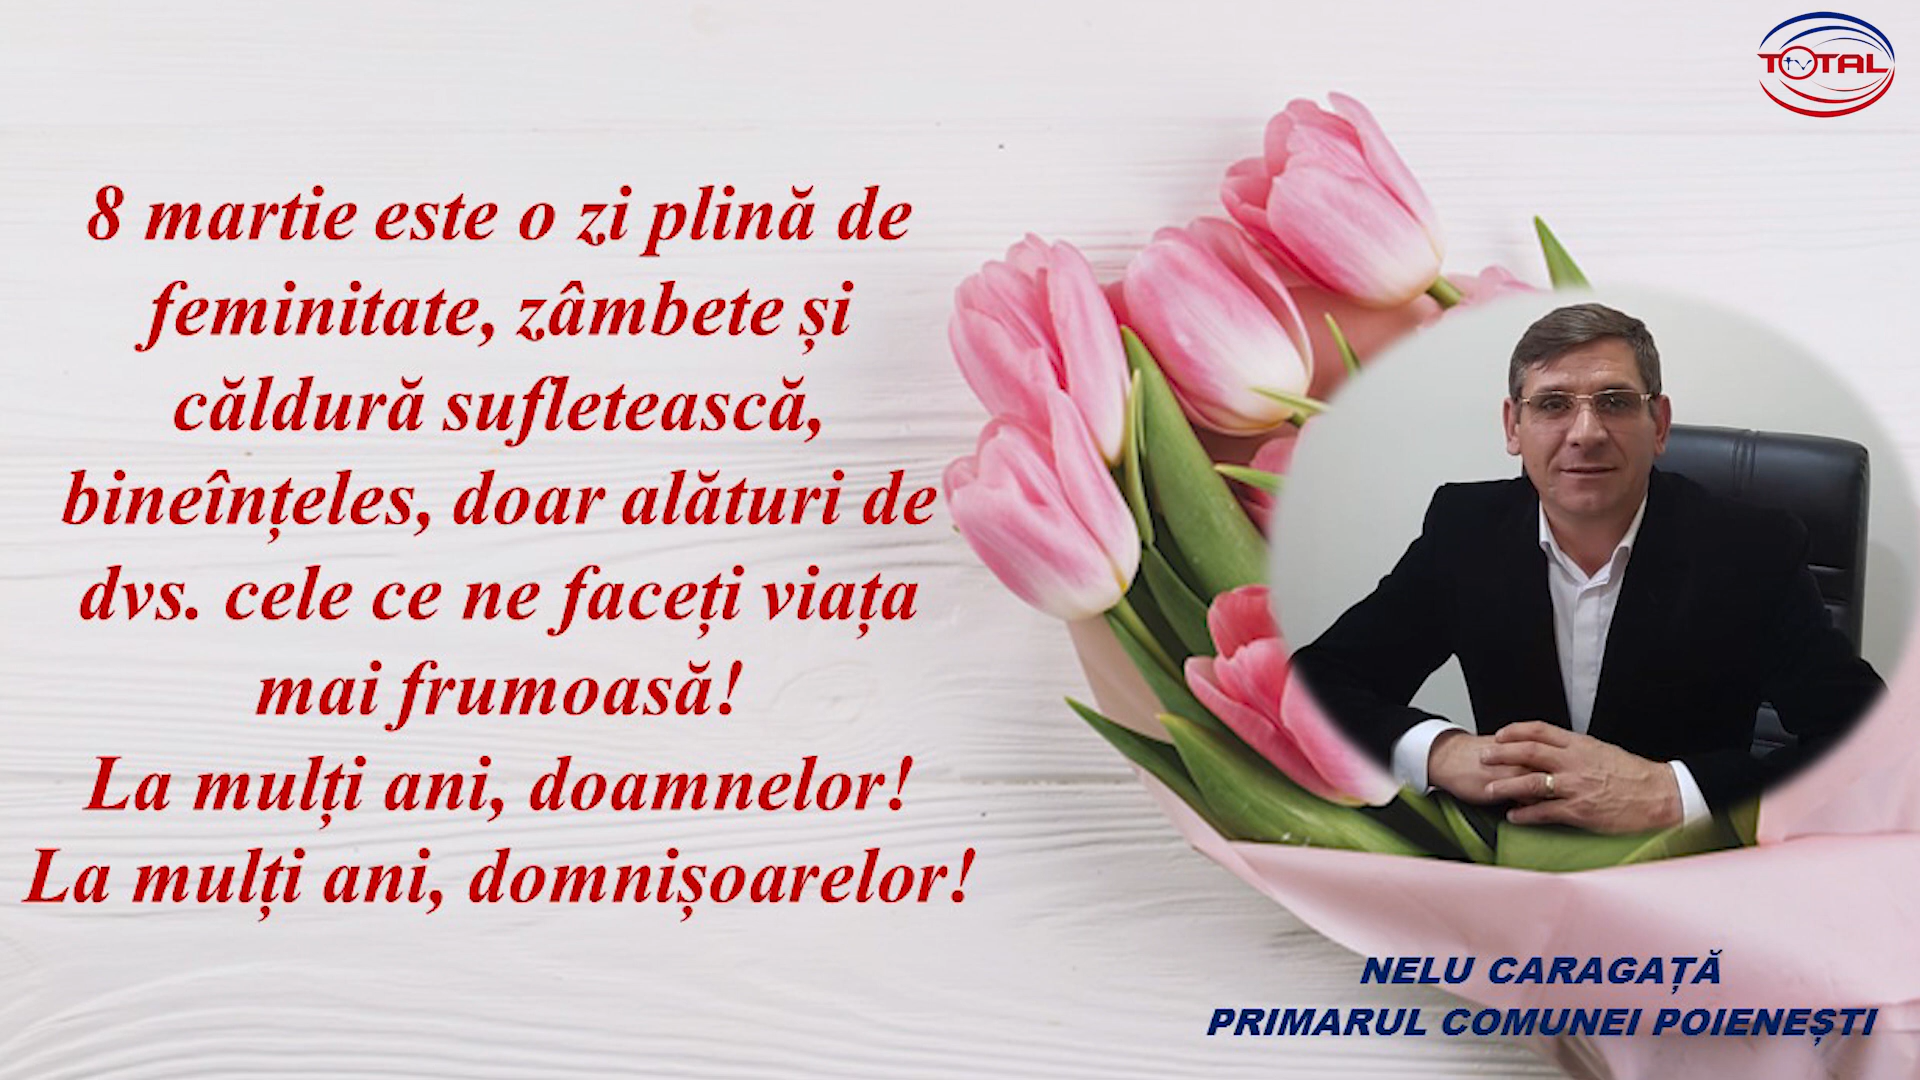 TOTAL
tv
8 martie este o zi plină de
feminitate, zâmbete și
căldură sufletească,
bineînțeles, doar alături de
dvs. cele ce ne faceți viața
mai frumoasă!
La mulți ani, doamnelor!
La mulți ani, domnișoarelor!
NELU CARAGAȚĂ
PRIMARUL COMUNEI POIENEȘTI